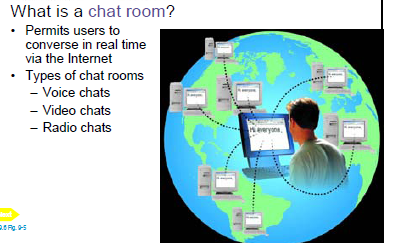 What is a chat room?
• Permits users to
converse in real time
via the Internet
• Types of chat rooms
– Voice chats
– Video chats
– Radio chats
Hi everyone.